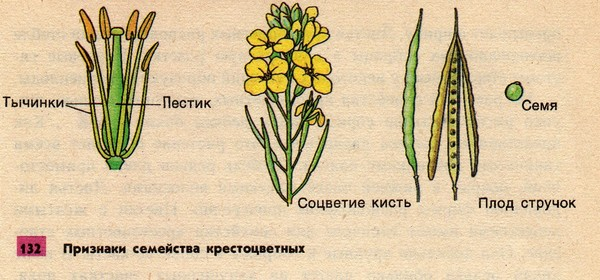 Тычинки
Пестик
Соцветие кисть
Семя
Плод стручок
132 Признаки семейства крестоцветных